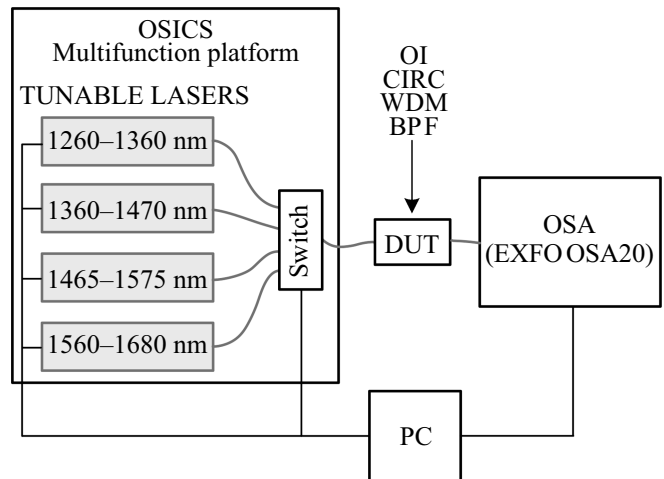 OSICS
Multifunction platform
TUNABLE LASERS
1260–1360 nm
1360–1470 nm
1465–1575 nm
1560–1680 nm
Switch
OI
CIRC
WDM
BPF
DUT
OSA
(EXFO OSA20)
PC